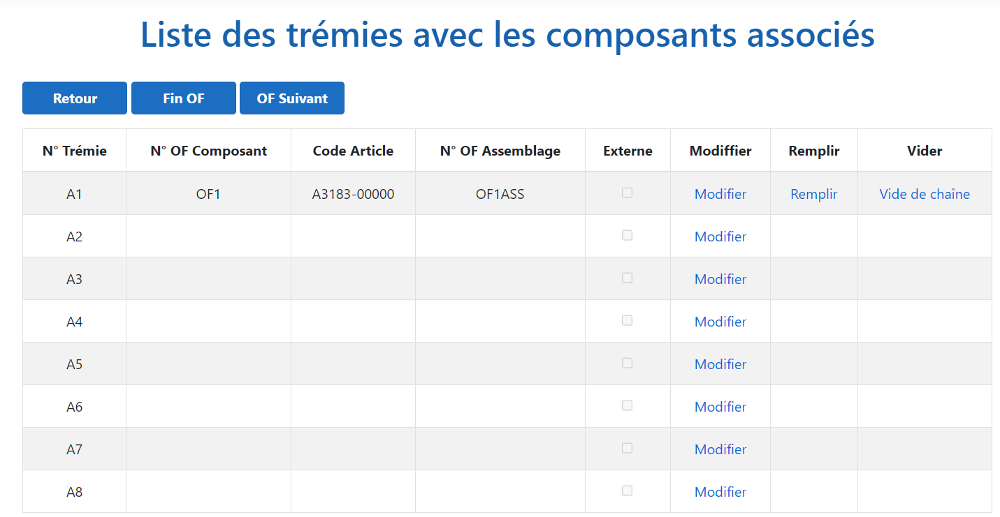 Liste des trémies avec les composants associés
Retour Fin OF OF Suivant
N° Trémie N° OF Composant Code Article N° OF Assemblage Externe Modiffier Remplir Vider
A1 OF1 A3183-00000 OF1ASS Modifier Remplir Vide de chaîne
A2 Modifier
A3 Modifier
A4 Modifier
A5 Modifier
A6 Modifier
A7 Modifier
A8 Modifier